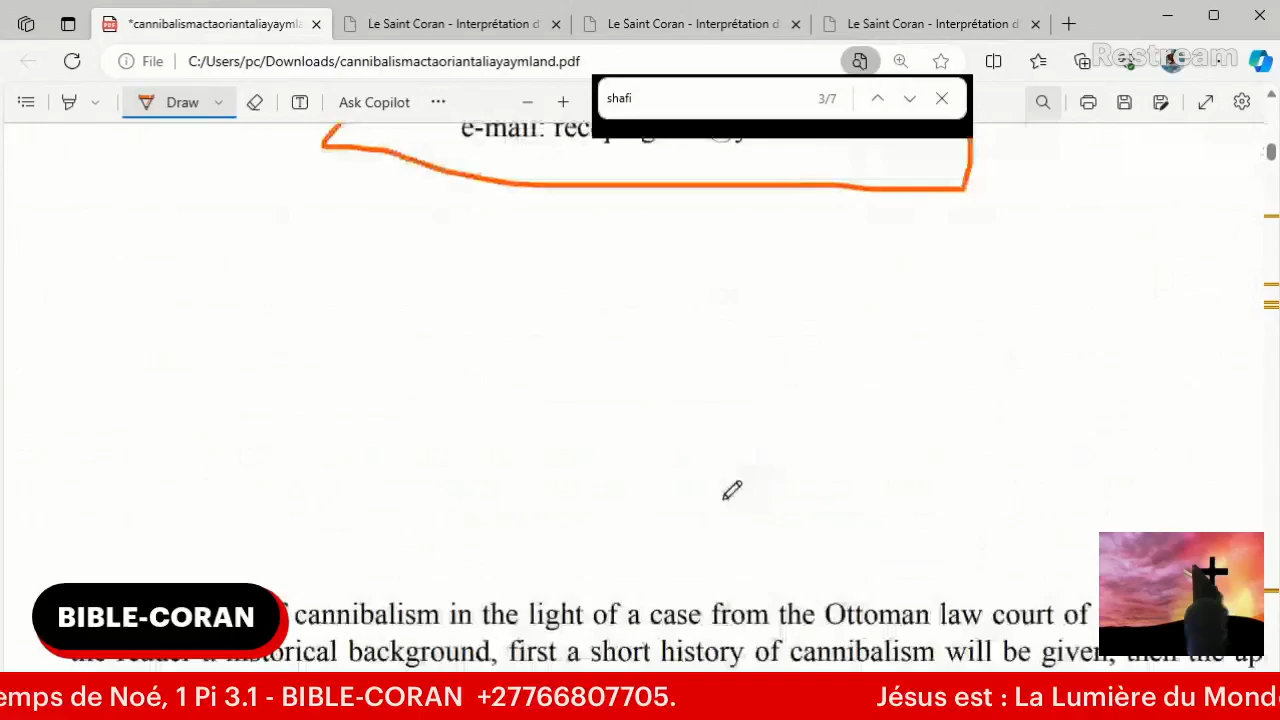 *cannibalismactaoriantaliayaymla
Le Saint Coran - Interprétation d
Le Saint Coran - Interprétation d
Le Saint Coran - Interprétation d
File
C:/Users/pc/Downloads/cannibalismactaoriantaliayaymland.pdf
Restream
Draw
Ask Copilot
shafi
3/7
e-mail:
cannibalism in the light of a case from the Ottoman law court of
historical background, first a short history of cannibalism will be given, then the
BIBLE-CORAN
emps de Noé, 1 Pi 3.1 - BIBLE-CORAN +27766807705.
Jésus est : La Lumière du Mond